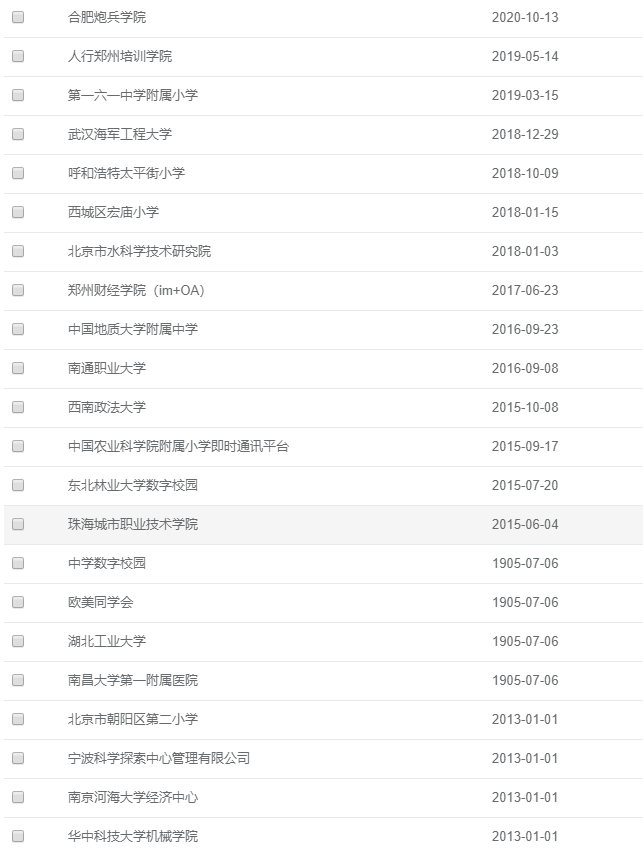 合肥炮兵学院 2020-10-13
人行郑州培训学院 2019-05-14
第一六一中学附属小学 2019-03-15
武汉海军工程大学 2018-12-29
呼和浩特太平街小学 2018-10-09
西城区宏庙小学 2018-01-15
北京市水科学技术研究院 2018-01-03
郑州财经学院（im+OA） 2017-06-23
中国地质大学附属中学 2016-09-23
南通职业大学 2016-09-08
西南政法大学 2015-10-08
中国农业科学院附属小学即时通讯平台 2015-09-17
东北林业大学数字校园 2015-07-20
珠海城市职业技术学院 2015-06-04
中学数字校园 1905-07-06
欧美同学会 1905-07-06
湖北工业大学 1905-07-06
南昌大学第一附属医院 1905-07-06
北京市朝阳区第二小学 2013-01-01
宁波科学探索中心管理有限公司 2013-01-01
南京河海大学经济中心 2013-01-01
华中科技大学机械学院 2013-01-01